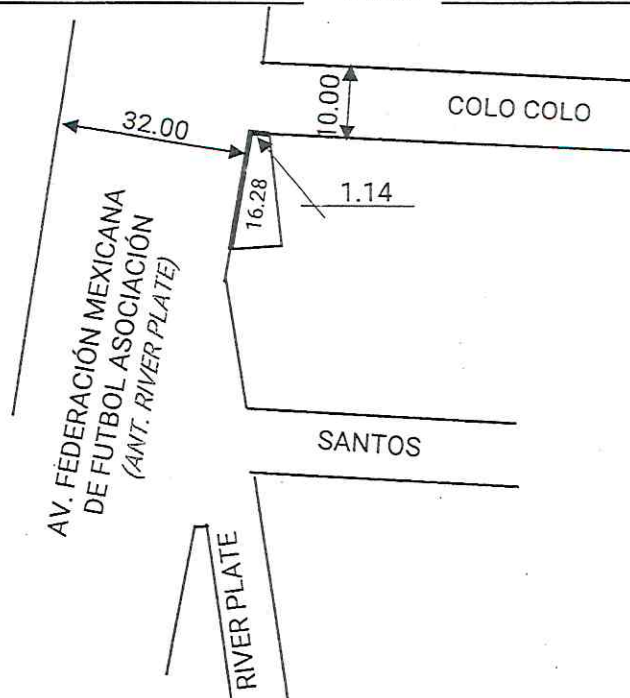 COLO COLO
10.00
32.00
1.14
16.28
AV. FEDERACIÓN MEXICANA
DE FUTBOL ASOCIACIÓN
(ANT. RIVER PLATE)
SANTOS
RIVER PLATE